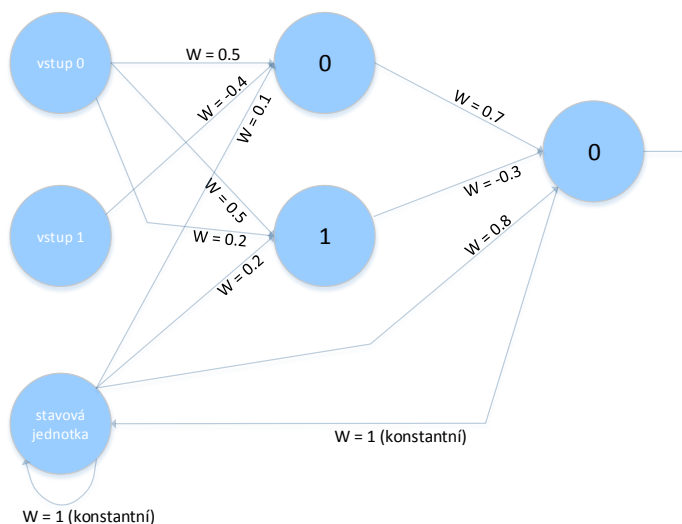 vstup 0
W = 0.5
0
W = -0.4
W = 0.1
W = 0.7
0
W = -0.3
vstup 1
W = 0.5
W = 0.2
1
W = 0.2
W = 0.8
stavová
jednotka
W = 1 (konstantní)
W = 1 (konstantní)